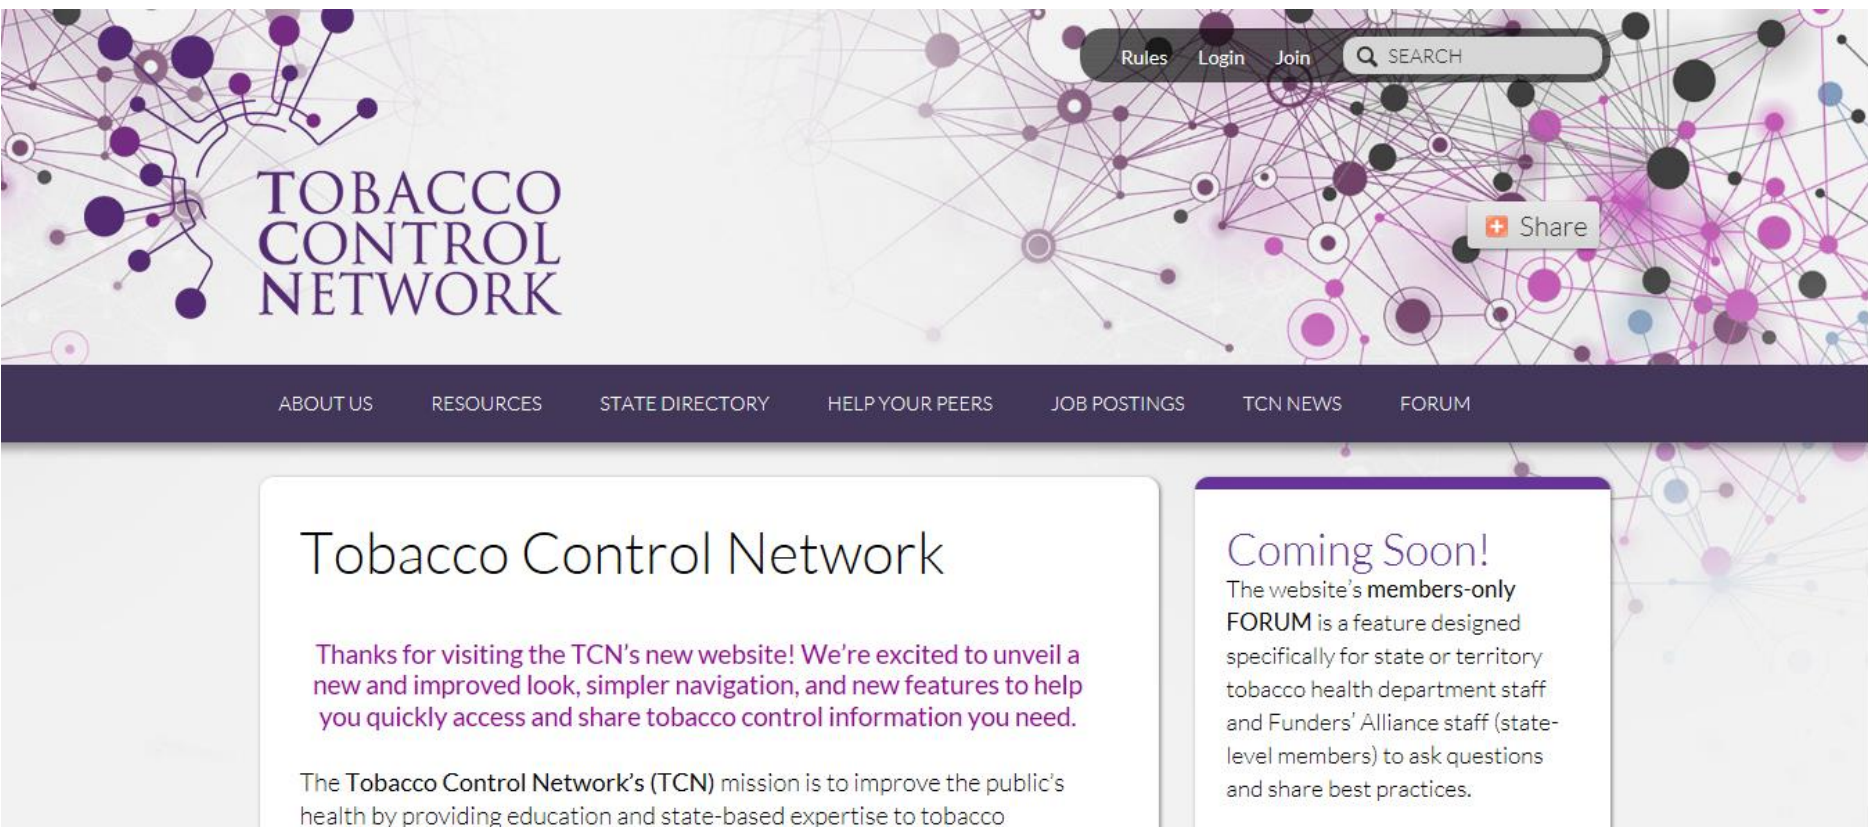 Rules Login Join SEARCH
TOBACCO
CONTROL
NETWORK
Share
ABOUT US RESOURCES STATE DIRECTORY HELP YOUR PEERS JOB POSTINGS TCN NEWS FORUM
Tobacco Control Network
Thanks for visiting the TCN's new website! We're excited to unveil a
new and improved look, simpler navigation, and new features to help
you quickly access and share tobacco control information you need.
The Tobacco Control Network's (TCN) mission is to improve the public's
health by providing education and state-based expertise to tobacco
Coming Soon!
The website's members-only
FORUM is a feature designed
specifically for state or territory
tobacco health department staff
and Funders' Alliance staff (state-
level members) to ask questions
and share best practices.